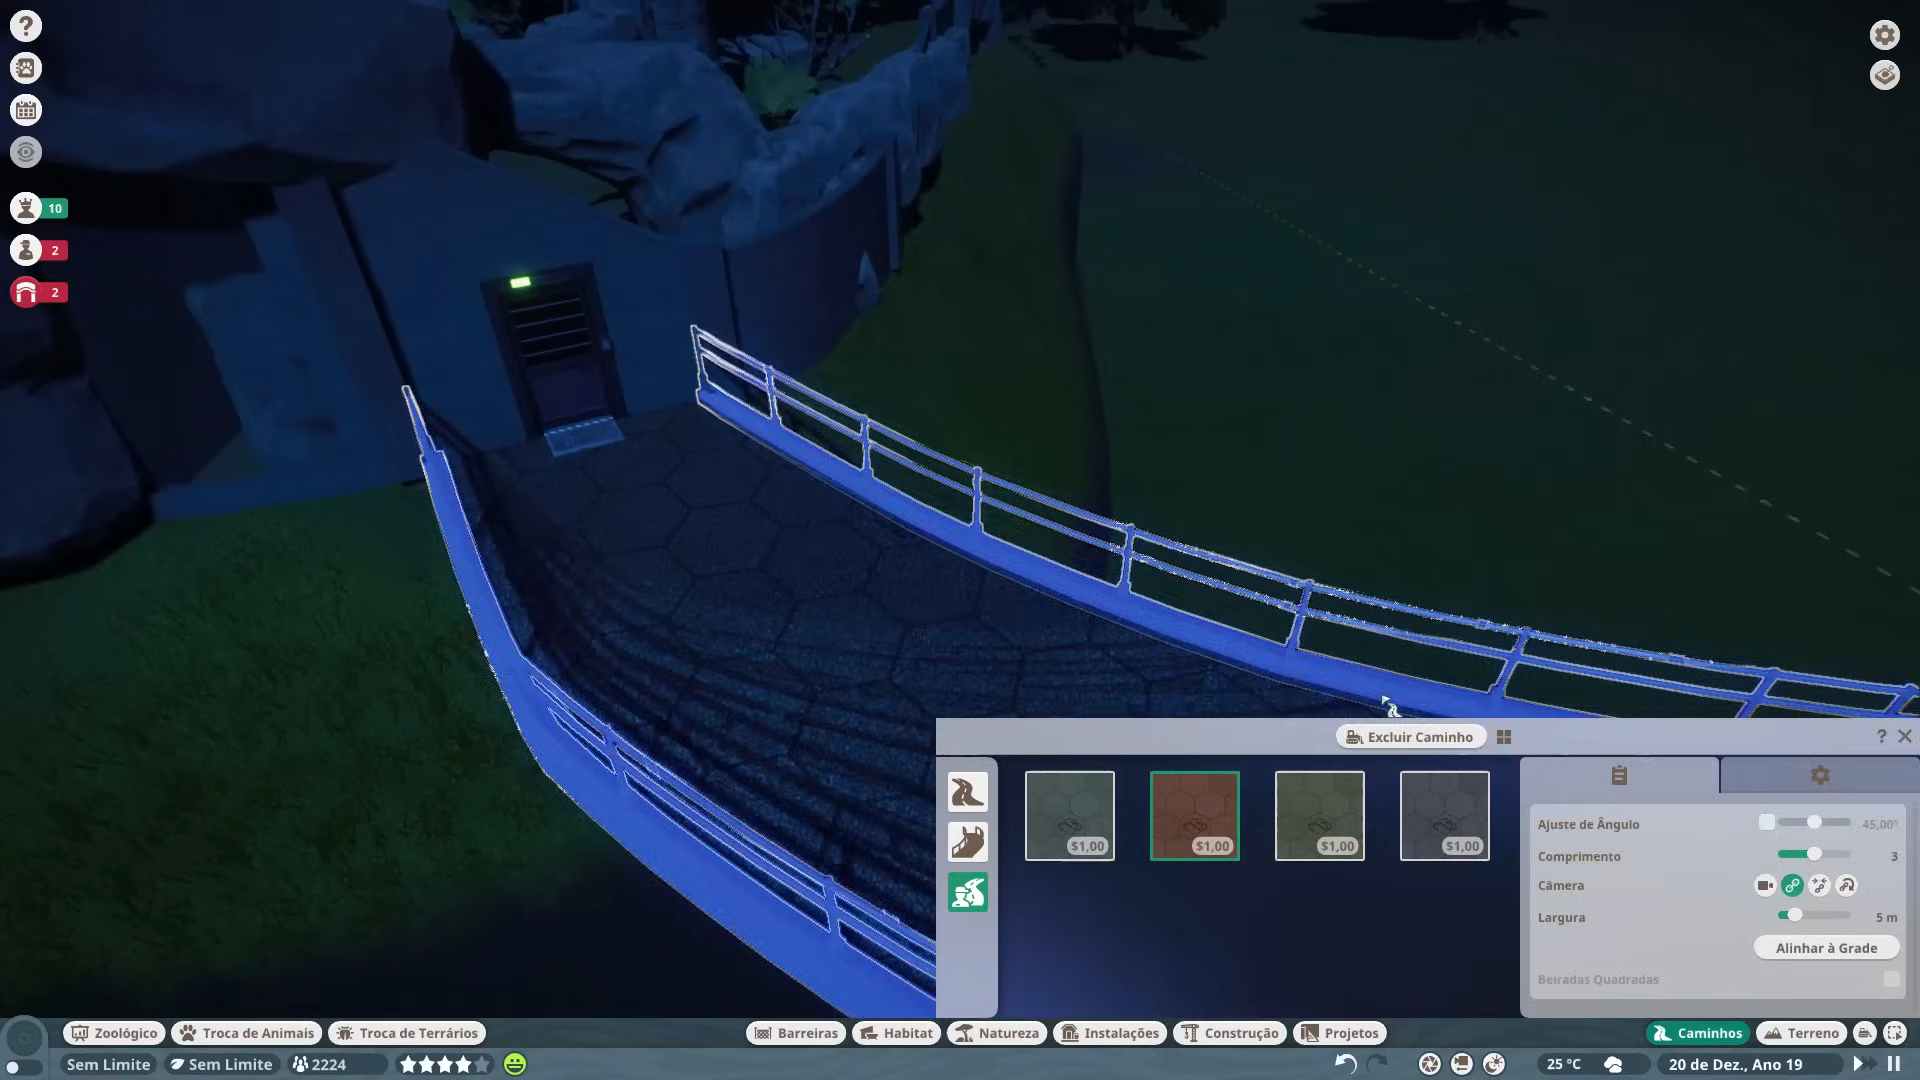 ?
10
2
2
Excluir Caminho
?
$1,00
$1,00
$1,00
$1,00
Ajuste de Ângulo
45,00º
Comprimento
3
Câmera
Largura
5 m
Alinhar à Grade
Beiradas Quadradas
Zoológico
Troca de Animais
Troca de Terrários
Barreiras
Habitat
Natureza
Instalações
Construção
Projetos
Caminhos
Terreno
Sem Limite
Sem Limite
2224
25 ºC
20 de Dez., Ano 19